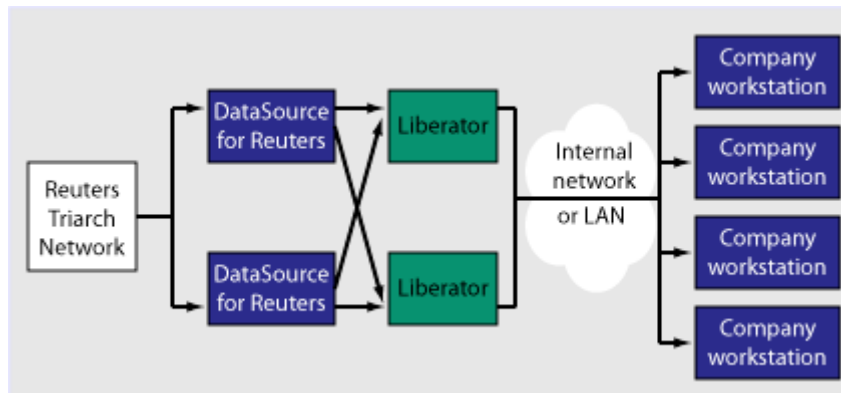 Reuters
Triarch
Network
DataSource
for Reuters
DataSource
for Reuters
Liberator
Liberator
Internal
network
or LAN
Company
workstation
Company
workstation
Company
workstation
Company
workstation